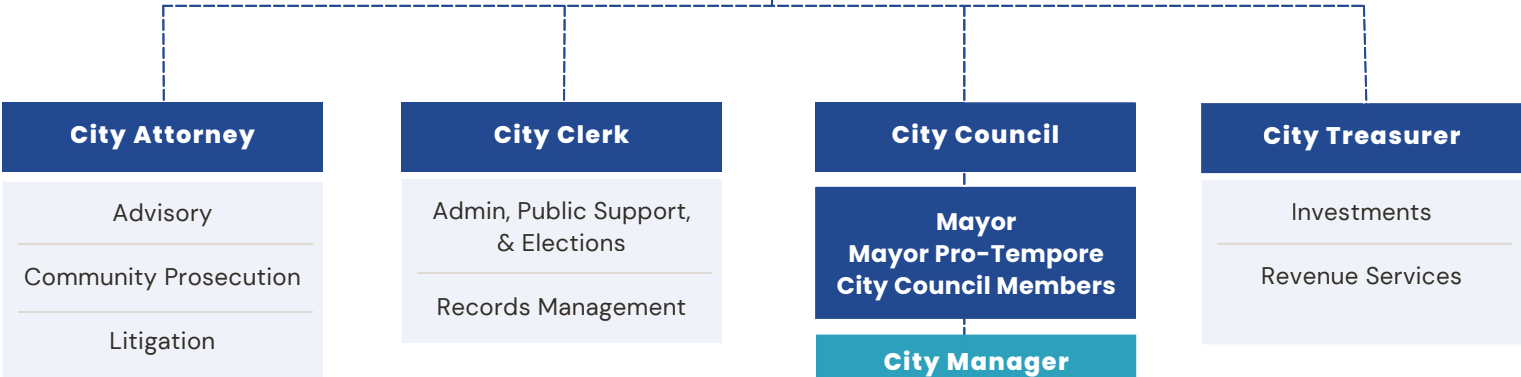 City Attorney
Advisory
Community Prosecution
Litigation
City Clerk
Admin, Public Support,
& Elections
Records Management
City Council
Mayor
Mayor Pro-Tempore
City Council Members
City Manager
City Treasurer
Investments
Revenue Services